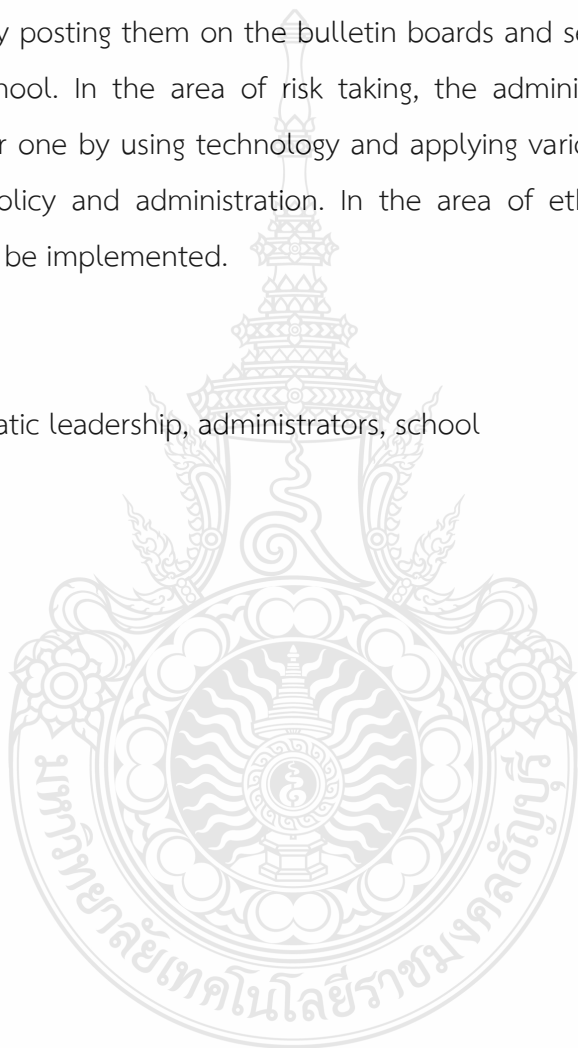 y posting them on the bulletin boards and se
hool. In the area of risk taking, the admini
r one by using technology and applying vario
olicy and administration. In the area of eth
be implemented.
atic leadership, administrators, school
มหาวิทยาลัยเทคโนโลยีราชมงคลธัญบุรี